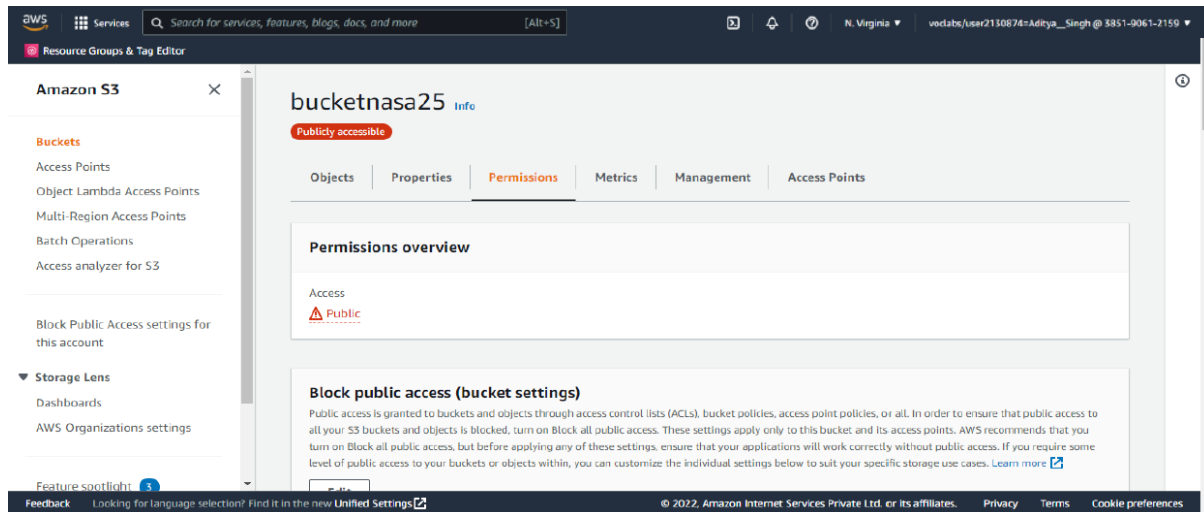 aws Services Search for services, features, blogs, docs, and more [Alt+S] N. Virginia ▼ voclabs/user2130874=Aditya__Singh @ 3851-9061-2159 ▼
Resource Groups & Tag Editor
Amazon S3
Buckets
Access Points
Object Lambda Access Points
Multi-Region Access Points
Batch Operations
Access analyzer for S3
Block Public Access settings for
this account
Storage Lens
Dashboards
AWS Organizations settings
Feature spotlight 3
bucketnasa25 Info
Publicly accessible
Objects Properties Permissions Metrics Management Access Points
Permissions overview
Access
Public
Block public access (bucket settings)
Public access is granted to buckets and objects through access control lists (ACLs), bucket policies, access point policies, or all. In order to ensure that public access to
all your S3 buckets and objects is blocked, turn on Block all public access. These settings apply only to this bucket and its access points. AWS recommends that you
turn on Block all public access, but before applying any of these settings, ensure that your applications will work correctly without public access. If you require some
level of public access to your buckets or objects within, you can customize the individual settings below to suit your specific storage use cases. Learn more
Edit
Feedback Looking for language selection? Find it in the new Unified Settings © 2022, Amazon Internet Services Private Ltd. or its affiliates. Privacy Terms Cookie preferences